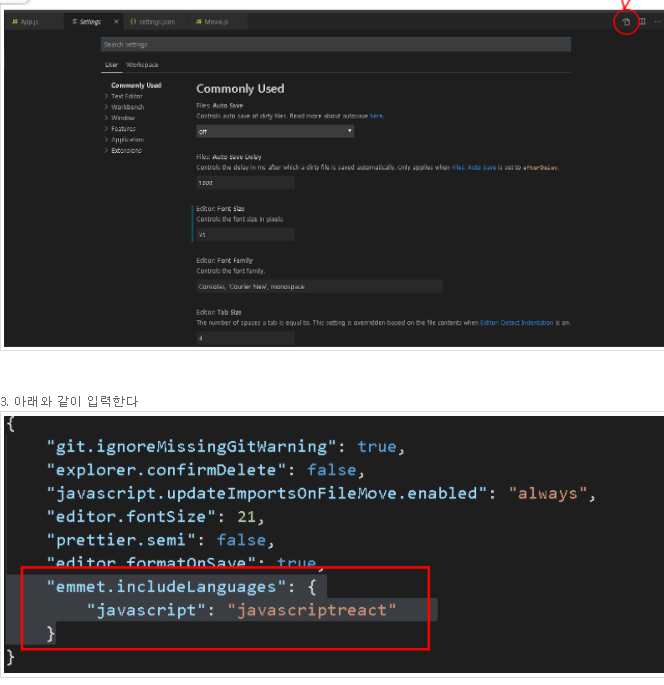 App.js Settings × {} settings.json Move.js
Search settings
User Workspace
Commonly Used
Text Editor
Workbench
Window
Features
Application
Extensions
Commonly Used
Files: Auto Save
Controls auto save of dirty files. Read more about autosave here.
off
Files: Auto Save Delay
Controls the delay in ms after which a dirty file is saved automatically. Only applies when Files: Auto Save is set to afterDelay.
1000
Editor: Font Size
Controls the font size in pixels.
21
Editor: Font Family
Controls the font family.
Consolas, 'Courier New', monospace
Editor: Tab Size
The number of spaces a tab is equal to. This setting is overridden based on the file contents when Editor: Detect Indentation is on.
4
3. 아래와 같이 입력한다
{
"git.ignoreMissingGitWarning": true,
"explorer.confirmDelete": false,
"javascript.updateImportsOnFileMove.enabled": "always",
"editor.fontSize": 21,
"prettier.semi": false,
"editor.formatOnSave": true,
"emmet.includeLanguages": {
"javascript": "javascriptreact"
}
}